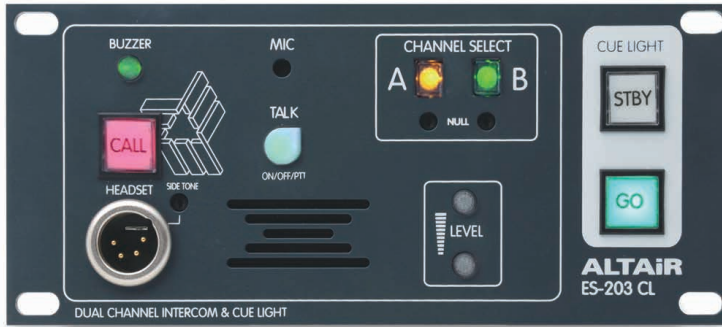 BUZZER
MIC
CHANNEL SELECT
CUE LIGHT
A
B
STBY
NULL
TALK
CALL
ON/OFF/PTT
HEADSET
SIDE TONE
GO
LEVEL
ALTAiR
ES-203 CL
DUAL CHANNEL INTERCOM & CUE LIGHT